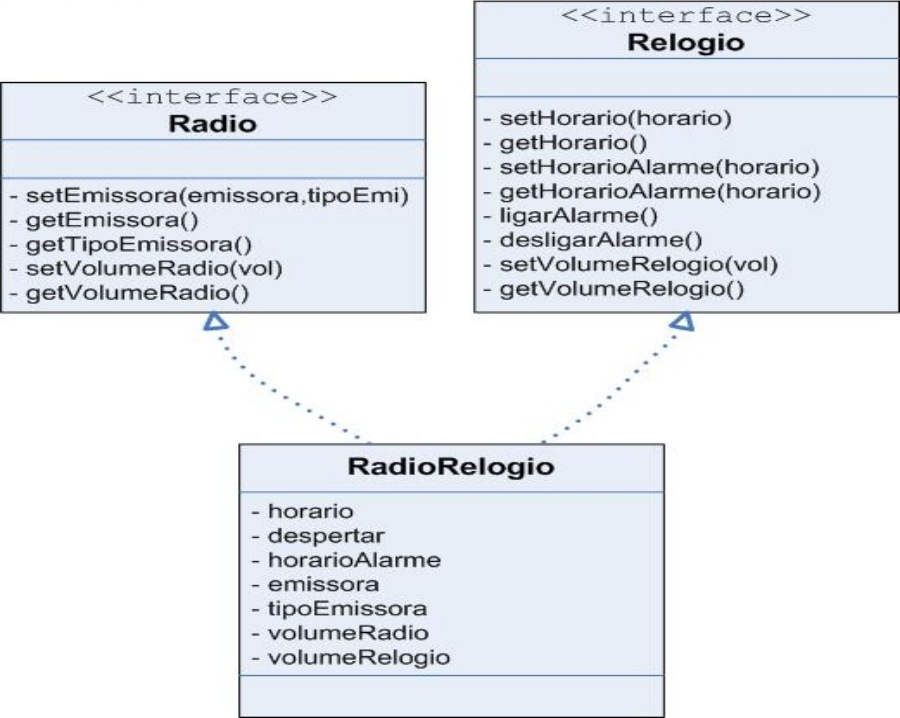 <<interface>>
Radio
- setEmissora(emissora,tipoEmi)
- getEmissora()
- getTipoEmissora()
- setVolumeRadio(vol)
- getVolumeRadio()
<<interface>>
Relogio
- setHorario(horario)
- getHorario()
- setHorarioAlarme(horario)
- getHorarioAlarme(horario)
- ligarAlarme()
- desligarAlarme()
- setVolumeRelogio(vol)
- getVolumeRelogio()
RadioRelogio
- horario
- despertar
- horarioAlarme
- emissora
- tipoEmissora
- volumeRadio
- volumeRelogio